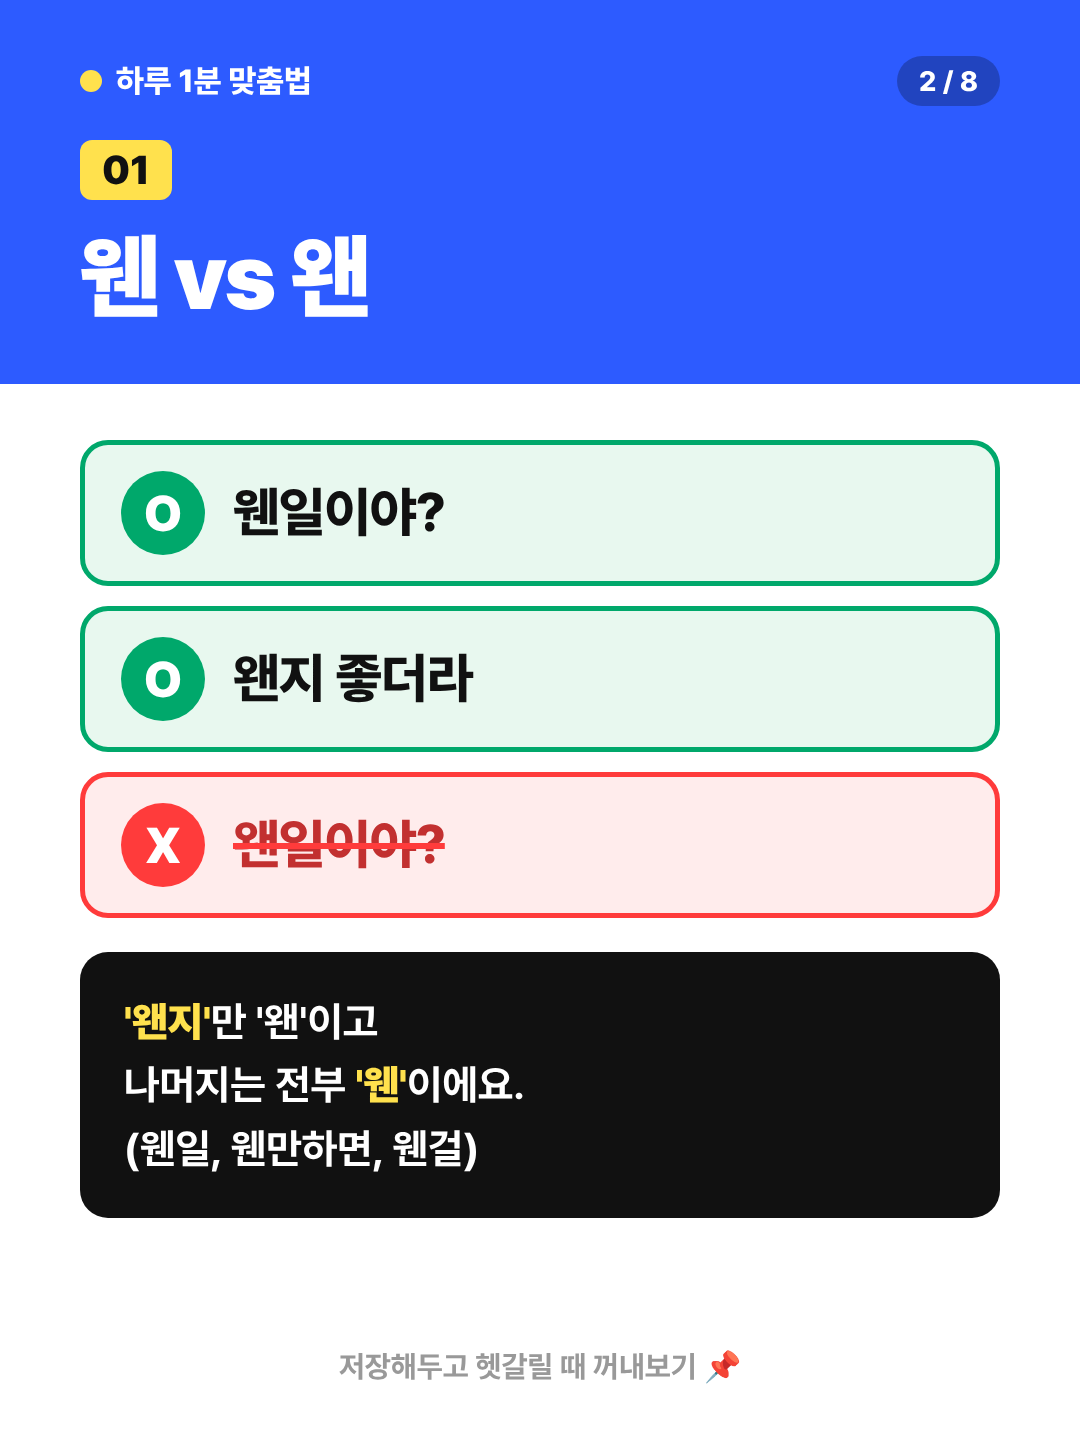 하루 1분 맞춤법
2 / 8
01
웬 vs 왠
O 웬일이야?
O 왠지 좋더라
X 왠일이야?
'왠지'만 '왠'이고
나머지는 전부 '웬'이에요.
(웬일, 웬만하면, 웬걸)
저장해두고 헷갈릴 때 꺼내보기 📌